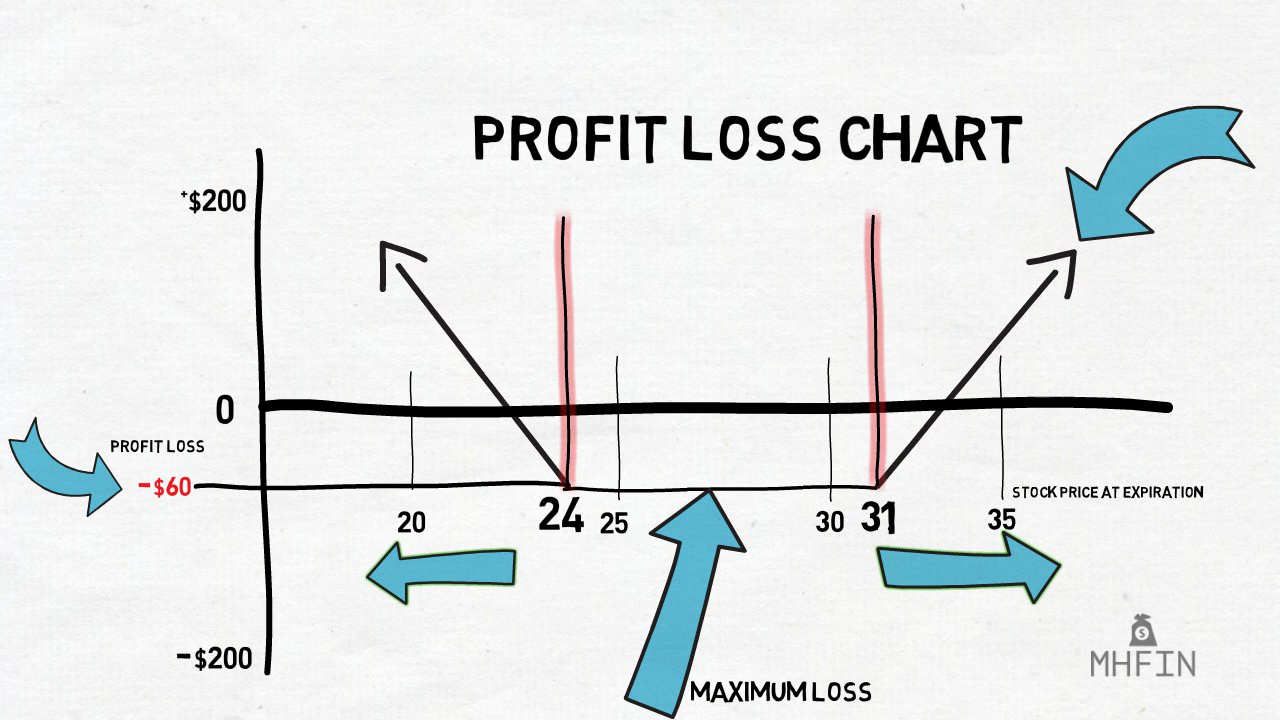 PROFIT LOSS CHART
+$200
0
PROFIT LOSS
-$60
STOCK PRICE AT EXPIRATION
20 24 25 30 31 35
-$200
$
MHFIN
MAXIMUM LOSS